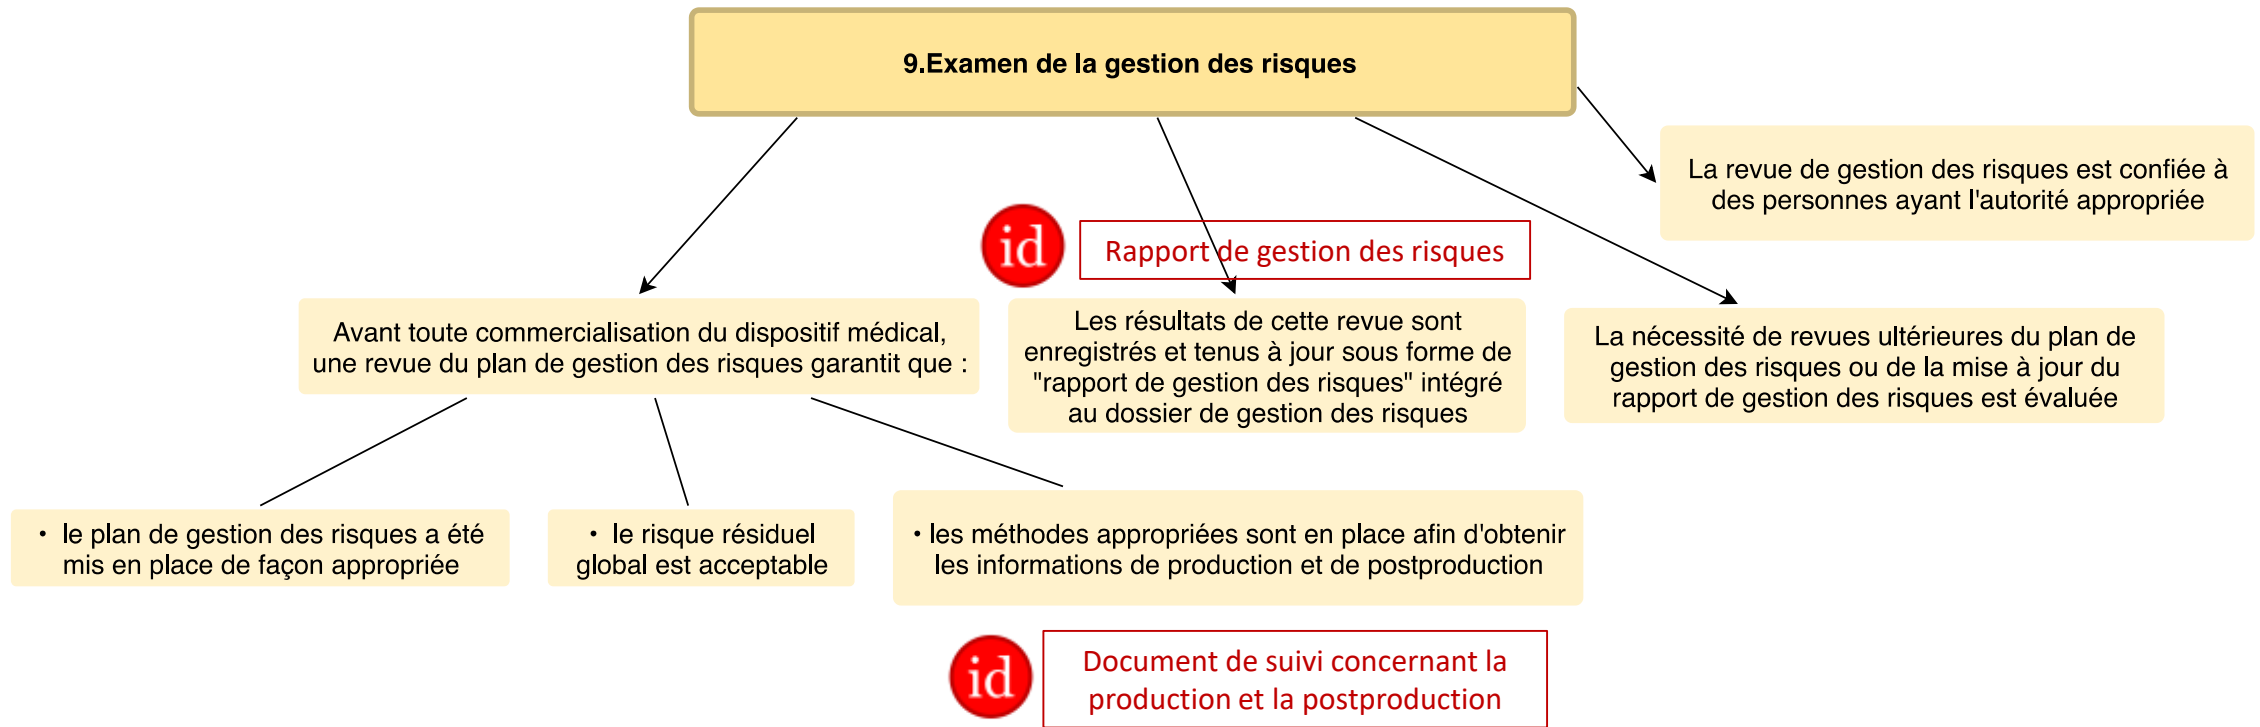 9.Examen de la gestion des risques
La revue de gestion des risques est confiée à
des personnes ayant l'autorité appropriée
id
Rapport de gestion des risques
Avant toute commercialisation du dispositif médical,
une revue du plan de gestion des risques garantit que :
Les résultats de cette revue sont
enregistrés et tenus à jour sous forme de
"rapport de gestion des risques" intégré
au dossier de gestion des risques
La nécessité de revues ultérieures du plan de
gestion des risques ou de la mise à jour du
rapport de gestion des risques est évaluée
• le plan de gestion des risques a été
mis en place de façon appropriée
• le risque résiduel
global est acceptable
• les méthodes appropriées sont en place afin d'obtenir
les informations de production et de postproduction
id
Document de suivi concernant la
production et la postproduction